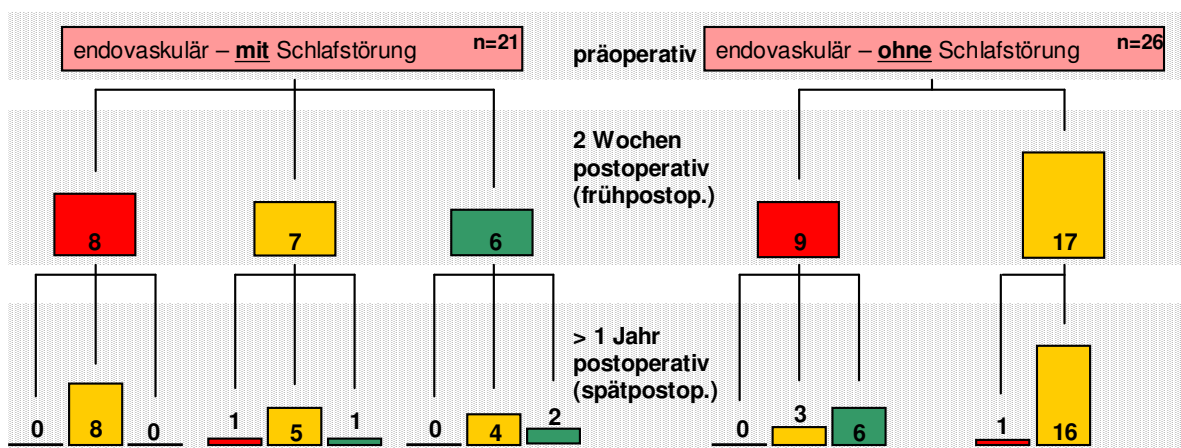 endovaskulär – mit Schlafstörung n=21
präoperativ
endovaskulär – ohne Schlafstörung n=26
2 Wochen
postoperativ
(frühpostop.)
8 7 6 9 17
> 1 Jahr
postoperativ
(spätpostop.)
0 8 0 1 5 1 0 4 2 0 3 6 1 16